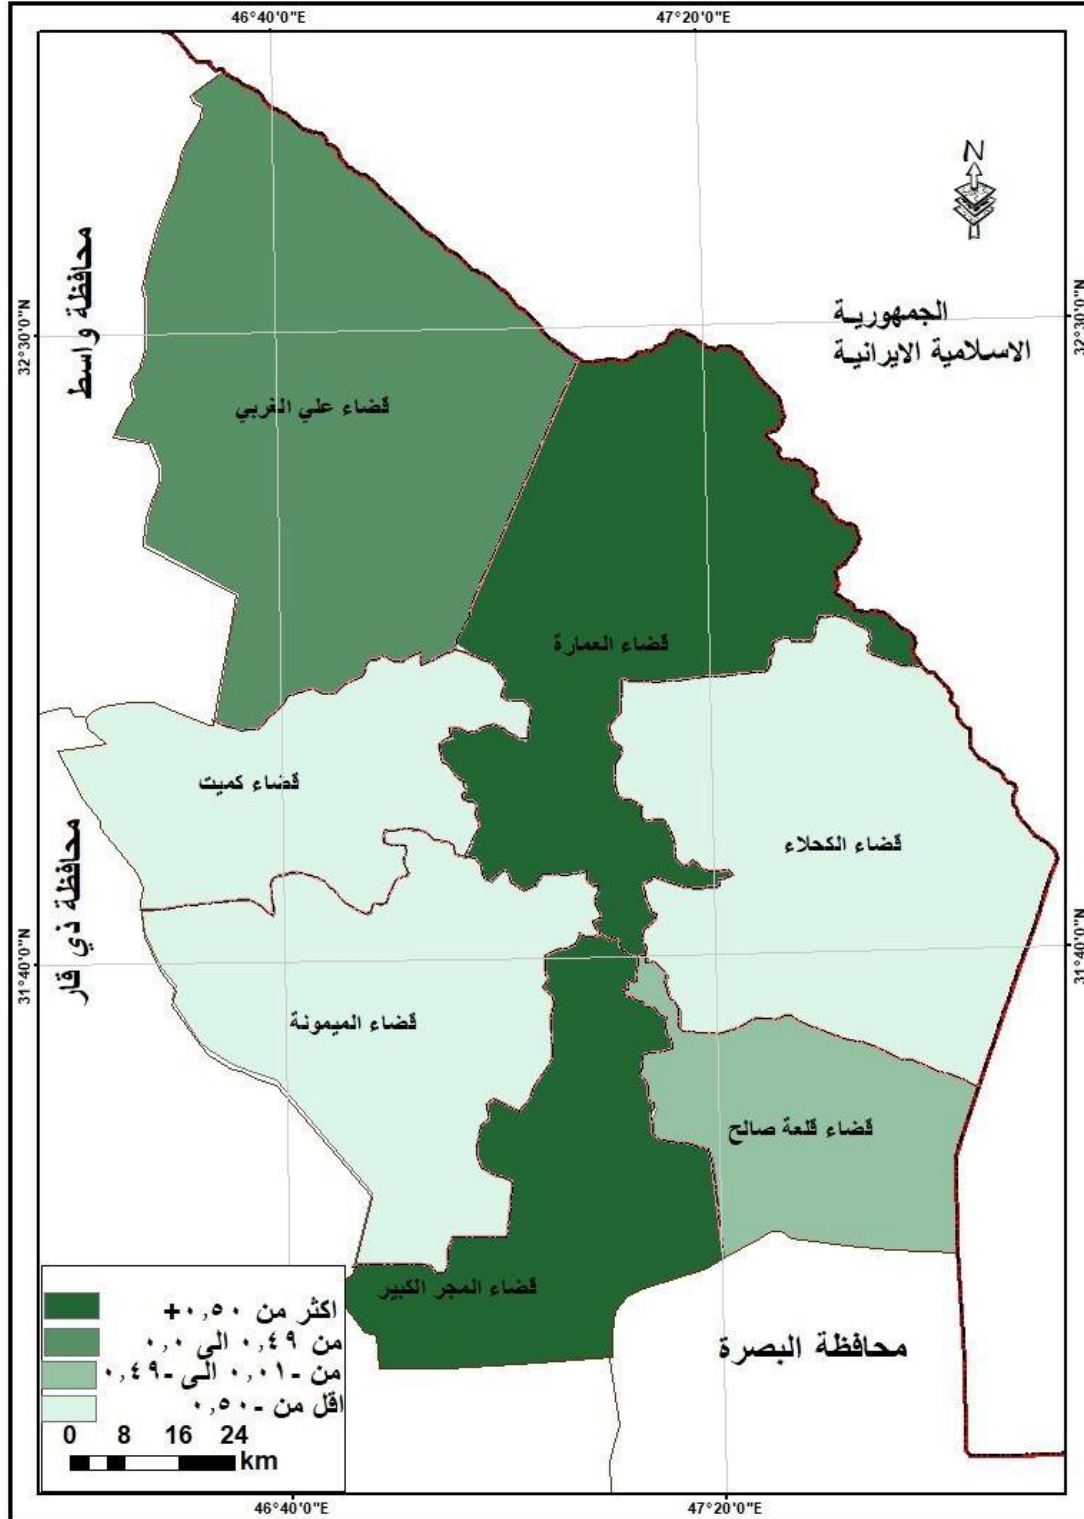 46°40'0"E
47°20'0"E
N
محافظة واسط
32°30'0"N
32°30'0"N
الجمهورية
الاسلامية الايرانية
قضاء علي الغربي
قضاء العمارة
قضاء كميت
قضاء الكحلاء
محافظة ذي قار
31°40'0"N
31°40'0"N
قضاء الميمونة
قضاء قلعة صالح
قضاء المجر الكبير
محافظة البصرة
اكثر من ٠,٥٠+
من ٠,٤٩ الى ٠,٠
من -٠,٠١ الى -٠,٤٩
اقل من -٠,٥٠
0 8 16 24
km
46°40'0"E
47°20'0"E